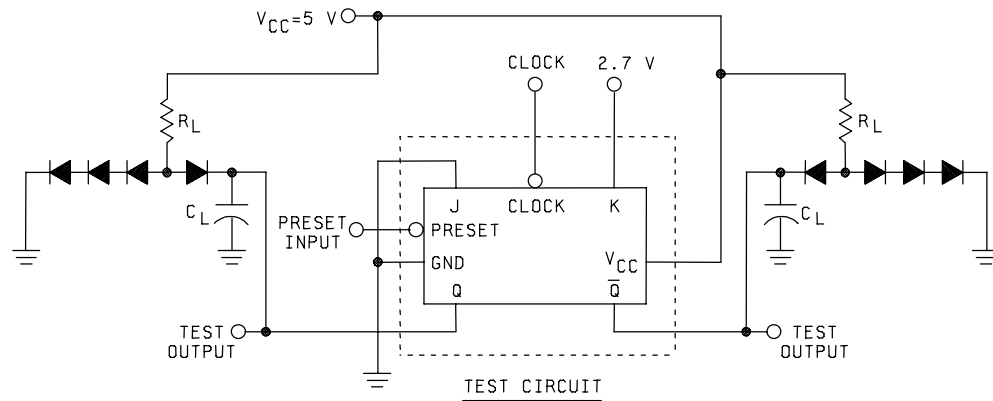 V_CC=5 V
CLOCK 2.7 V
R_L R_L
J CLOCK K
C_L C_L
PRESET
INPUT
PRESET
GND V_CC
Q Q̅
TEST
OUTPUT
TEST
OUTPUT
TEST CIRCUIT